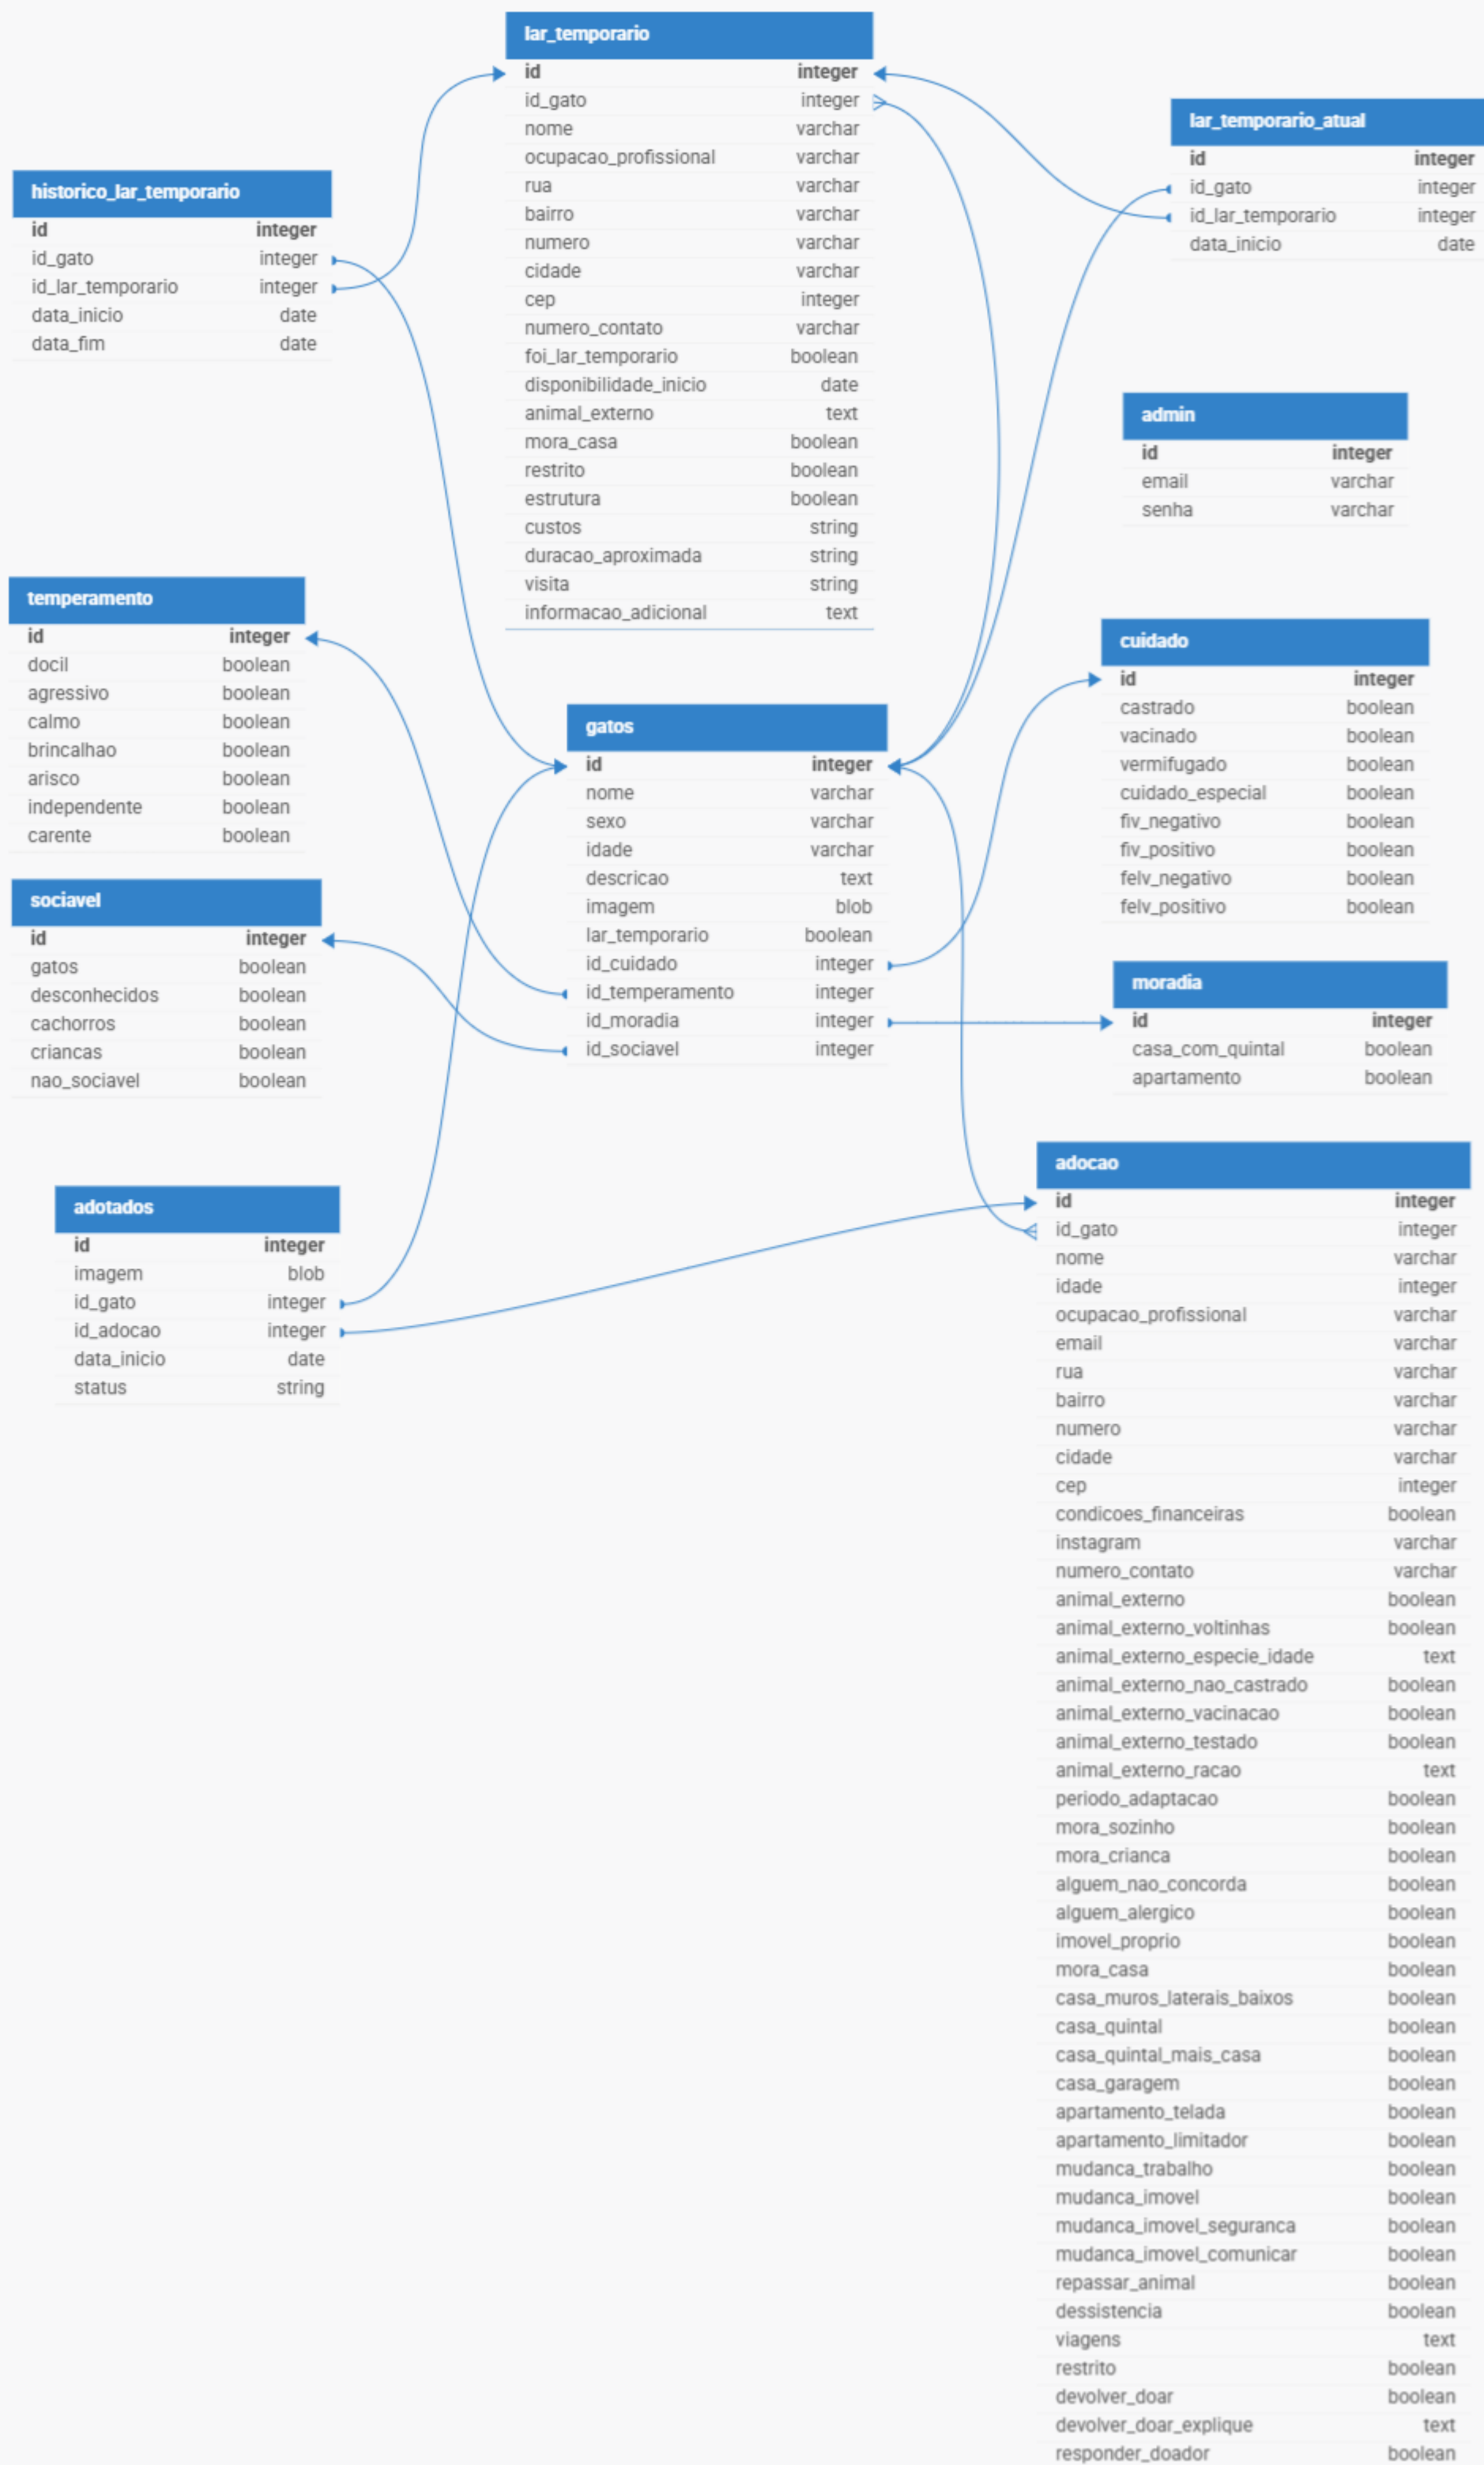 lar_temporario
id integer
id_gato integer
nome varchar
ocupacao_profissional varchar
rua varchar
bairro varchar
numero varchar
cidade varchar
cep integer
numero_contato varchar
foi_lar_temporario boolean
disponibilidade_inicio date
animal_externo text
mora_casa boolean
restrito boolean
estrutura boolean
custos string
duracao_aproximada string
visita string
informacao_adicional text
lar_temporario_atual
id integer
id_gato integer
id_lar_temporario integer
data_inicio date
historico_lar_temporario
id integer
id_gato integer
id_lar_temporario integer
data_inicio date
data_fim date
admin
id integer
email varchar
senha varchar
temperamento
id integer
docil boolean
agressivo boolean
calmo boolean
brincalhao boolean
arisco boolean
independente boolean
carente boolean
cuidado
id integer
castrado boolean
vacinado boolean
vermifugado boolean
cuidado_especial boolean
fiv_negativo boolean
fiv_positivo boolean
felv_negativo boolean
felv_positivo boolean
gatos
id integer
nome varchar
sexo varchar
idade varchar
descricao text
imagem blob
lar_temporario boolean
id_cuidado integer
id_temperamento integer
id_moradia integer
id_sociavel integer
sociavel
id integer
gatos boolean
desconhecidos boolean
cachorros boolean
criancas boolean
nao_sociavel boolean
moradia
id integer
casa_com_quintal boolean
apartamento boolean
adotados
id integer
imagem blob
id_gato integer
id_adocao integer
data_inicio date
status string
adocao
id integer
id_gato integer
nome varchar
idade integer
ocupacao_profissional varchar
email varchar
rua varchar
bairro varchar
numero varchar
cidade varchar
cep integer
condicoes_financeiras boolean
instagram varchar
numero_contato varchar
animal_externo boolean
animal_externo_voltinhas boolean
animal_externo_especie_idade text
animal_externo_nao_castrado boolean
animal_externo_vacinacao boolean
animal_externo_testado boolean
animal_externo_racao text
periodo_adaptacao boolean
mora_sozinho boolean
mora_crianca boolean
alguem_nao_concorda boolean
alguem_alergico boolean
imovel_proprio boolean
mora_casa boolean
casa_muros_laterais_baixos boolean
casa_quintal boolean
casa_quintal_mais_casa boolean
casa_garagem boolean
apartamento_telada boolean
apartamento_limitador boolean
mudanca_trabalho boolean
mudanca_imovel boolean
mudanca_imovel_seguranca boolean
mudanca_imovel_comunicar boolean
repassar_animal boolean
dessistencia boolean
viagens text
restrito boolean
devolver_doar boolean
devolver_doar_explique text
responder_doador boolean